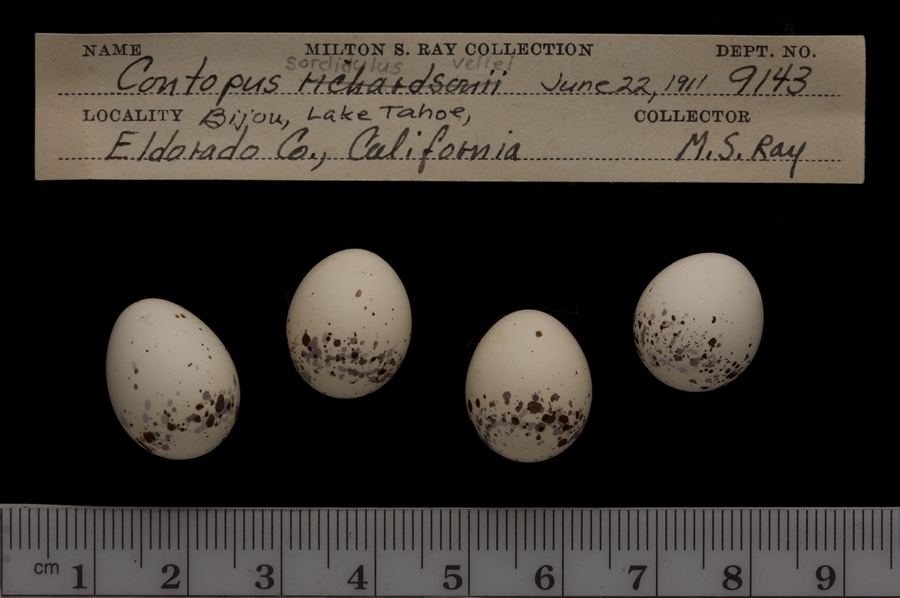 NAME MILTON S. RAY COLLECTION DEPT. NO.
sordidulus veliei
Contopus richardsonii June 22, 1911 9143
LOCALITY Bijou, Lake Tahoe, COLLECTOR
Eldorado Co., California M.S. Ray
cm 1 2 3 4 5 6 7 8 9